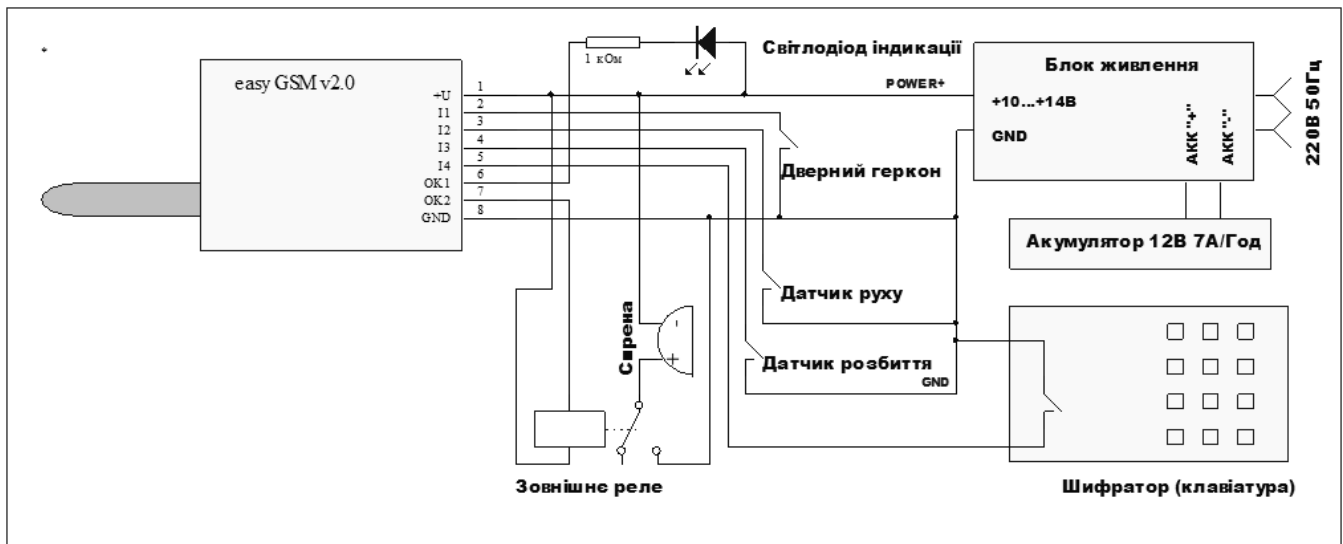 easy GSM v2.0
+U
I1
I2
I3
I4
OK1
OK2
GND
1
2
3
4
5
6
7
8
1 кОм
Світлодіод індикації
POWER+
Блок живлення
+10...+14В
GND
АКК"+"
АКК"-"
220В 50Гц
Дверний геркон
Акумулятор 12В 7А/Год
Датчик руху
Сирена
-
+
Датчик розбиття
GND
Зовнішнє реле
Шифратор (клавіатура)